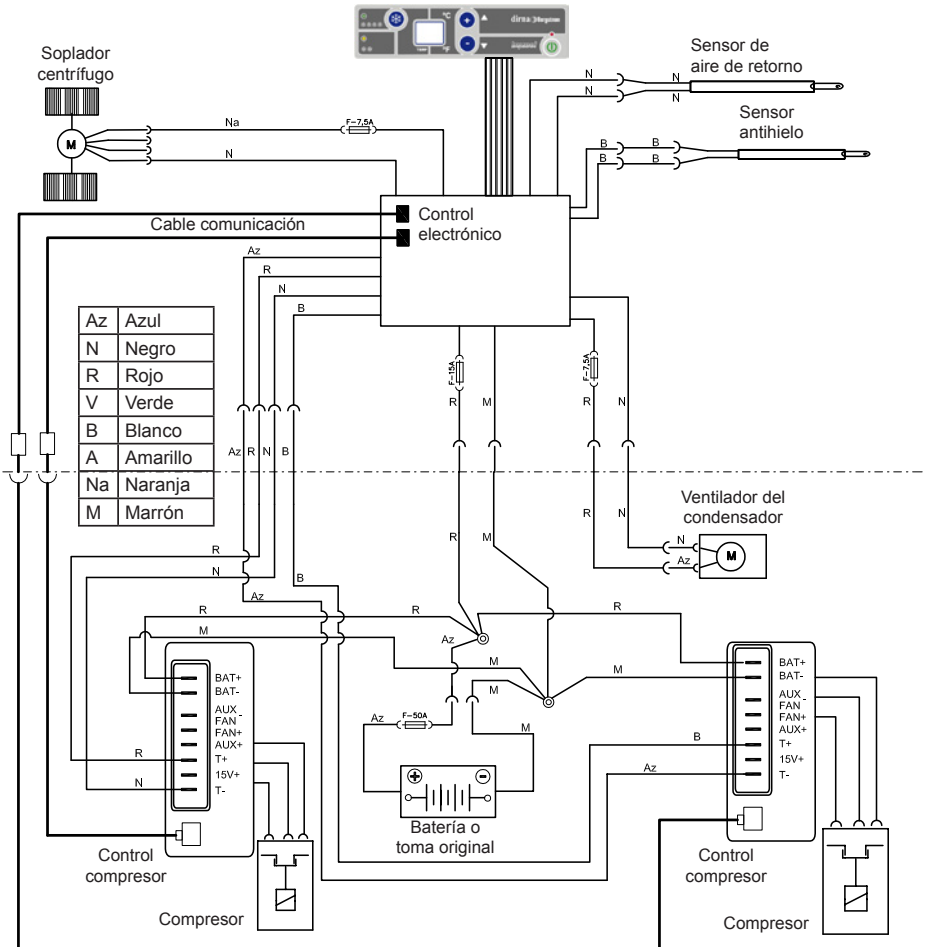 °C
dirna Bergstrom
°F
Soplador
centrífugo
Sensor de
aire de retorno
Sensor
antihielo
N
N
N
N
B
B
B
B
Na
F-7,5A
M
N
Cable comunicación
Control
electrónico
Az
R
N
B
Az Azul
N Negro
R Rojo
V Verde
B Blanco
A Amarillo
Na Naranja
M Marrón
F-15A
F-7,5A
R
M
R
N
Az
R
N
B
Ventilador del
condensador
R
M
R
N
N
Az
M
R
N
B
Az
R
R
R
M
Az
M
M
M
BAT+
BAT-
AUX -
FAN
FAN+
AUX+
T+
15V+
T-
R
N
Az
F-50A
M
+
-
Batería o
toma original
B
Az
BAT+
BAT-
AUX -
FAN
FAN+
AUX+
T+
15V+
T-
Control
compresor
Compresor
Control
compresor
Compresor